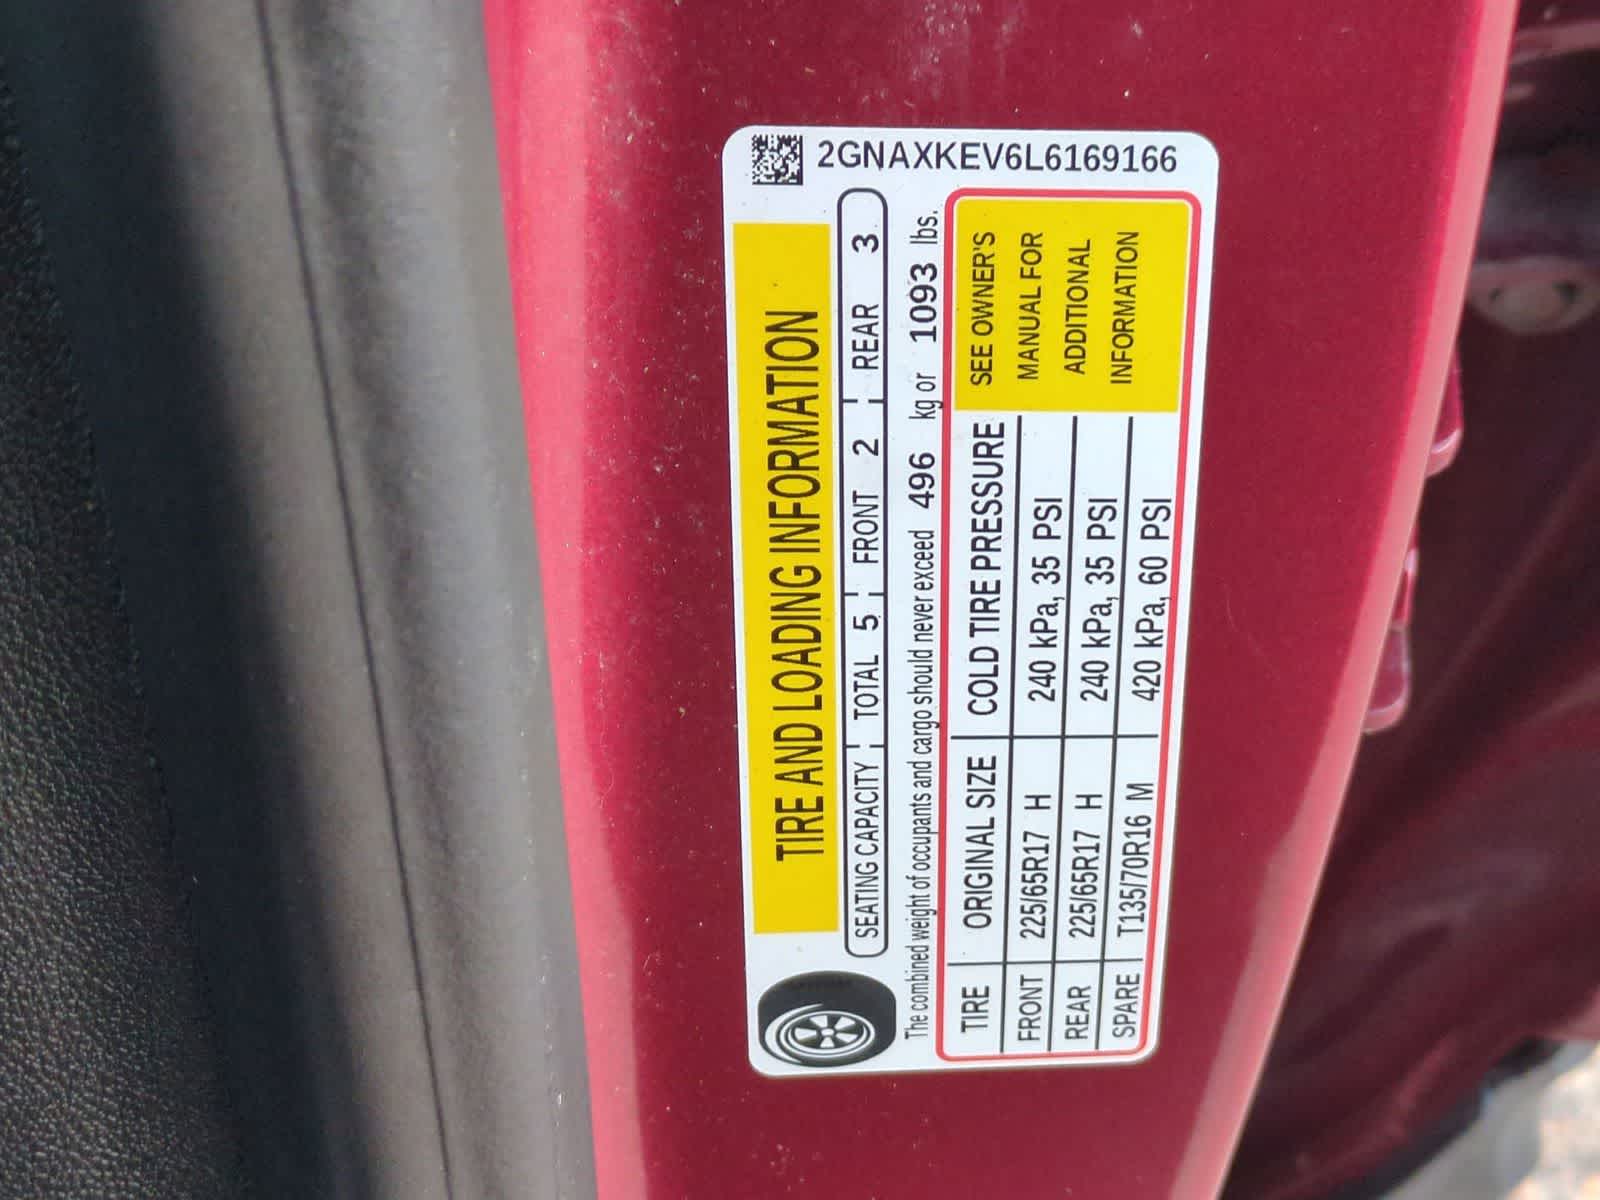 2GNAXKEV6L6169166
TIRE AND LOADING INFORMATION
SEATING CAPACITY TOTAL 5 FRONT 2 REAR 3
The combined weight of occupants and cargo should never exceed 496 kg or 1093 lbs.
TIRE ORIGINAL SIZE COLD TIRE PRESSURE
FRONT 225/65R17 H 240 kPa, 35 PSI
REAR 225/65R17 H 240 kPa, 35 PSI
SPARE T135/70R16 M 420 kPa, 60 PSI
SEE OWNER'S
MANUAL FOR
ADDITIONAL
INFORMATION